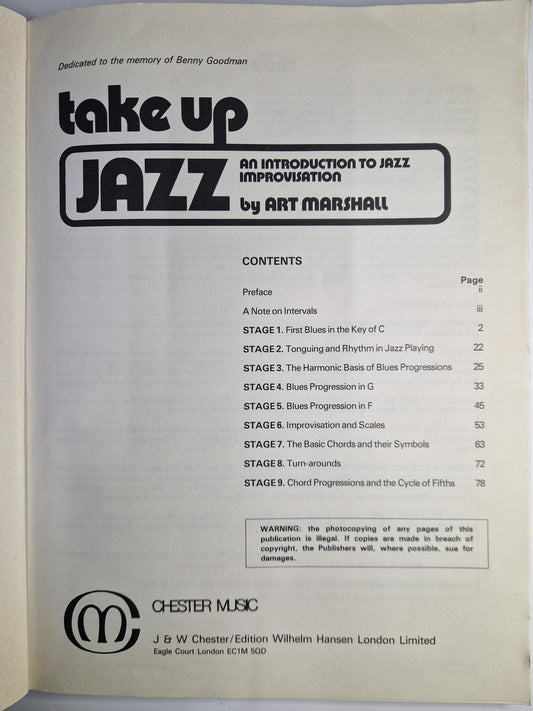 Dedicated to the memory of Benny Goodman
take up
JAZZ
AN INTRODUCTION TO JAZZ
IMPROVISATION
by ART MARSHALL
CONTENTS
Page
Preface ii
A Note on Intervals iii
STAGE 1. First Blues in the Key of C 2
STAGE 2. Tonguing and Rhythm in Jazz Playing 22
STAGE 3. The Harmonic Basis of Blues Progressions 25
STAGE 4. Blues Progression in G 33
STAGE 5. Blues Progression in F 45
STAGE 6. Improvisation and Scales 53
STAGE 7. The Basic Chords and their Symbols 63
STAGE 8. Turn-arounds 72
STAGE 9. Chord Progressions and the Cycle of Fifths 78
WARNING: the photocopying of any pages of this
publication is illegal. If copies are made in breach of
copyright, the Publishers will, where possible, sue for
damages.
CM
CHESTER MUSIC
J & W Chester/Edition Wilhelm Hansen London Limited
Eagle Court London EC1M 5QD